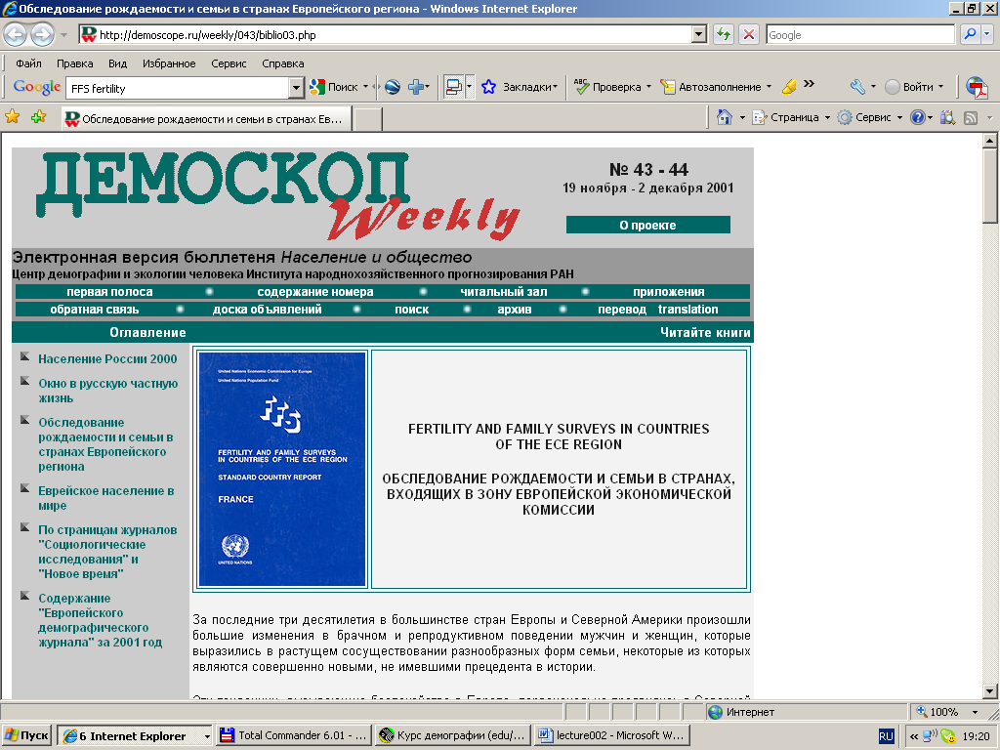 Обследование рождаемости и семьи в странах Европейского региона - Windows Internet Explorer
http://demoscope.ru/weekly/043/biblio03.php
Google
Файл Правка Вид Избранное Сервис Справка
Google FFS fertility Поиск Закладки ABC Проверка Автозаполнение » Войти
Обследование рождаемости и семьи в странах Ев... Страница Сервис
ДЕМОСКОП
Weekly
№ 43 - 44
19 ноября - 2 декабря 2001
О проекте
Электронная версия бюллетеня Население и общество
Центр демографии и экологии человека Института народнохозяйственного прогнозирования РАН
первая полоса содержание номера читальный зал приложения
обратная связь доска объявлений поиск архив перевод translation
Оглавление Читайте книги
Население России 2000
Окно в русскую частную
жизнь
Обследование
рождаемости и семьи в
странах Европейского
региона
Еврейское население в
мире
По страницам журналов
"Социологические
исследования" и
"Новое время"
Содержание
"Европейского
демографического
журнала" за 2001 год
United Nations Economic Commission for Europe
United Nations Population Fund
FFS
FERTILITY AND FAMILY SURVEYS
IN COUNTRIES OF THE ECE REGION
STANDARD COUNTRY REPORT
FRANCE
UNITED NATIONS
FERTILITY AND FAMILY SURVEYS IN COUNTRIES
OF THE ECE REGION
ОБСЛЕДОВАНИЕ РОЖДАЕМОСТИ И СЕМЬИ В СТРАНАХ,
ВХОДЯЩИХ В ЗОНУ ЕВРОПЕЙСКОЙ ЭКОНОМИЧЕСКОЙ
КОМИССИИ
За последние три десятилетия в большинстве стран Европы и Северной Америки произошли
большие изменения в брачном и репродуктивном поведении мужчин и женщин, которые
выразились в растущем сосуществовании разнообразных форм семьи, некоторые из которых
являются совершенно новыми, не имевшими прецедента в истории.
Интернет 100%
Пуск 6 Internet Explorer Total Commander 6.01 - ... Курс демографии (edu/... lecture002 - Microsoft W... RU « 19:20